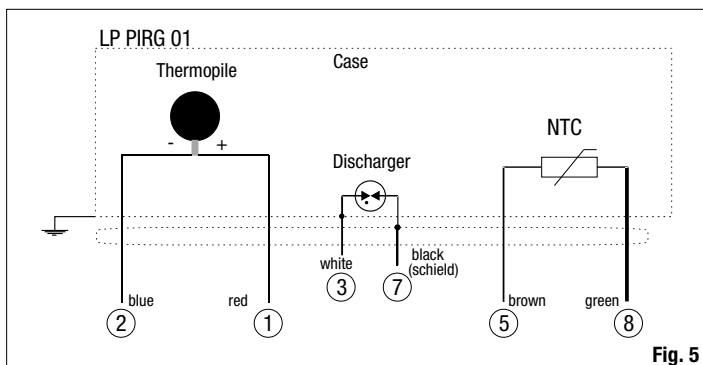 LP PIRG 01
Case
Thermopile
- +
Discharger
NTC
white
black
(schield)
blue
red
brown
green
2
1
3
7
5
8
Fig. 5